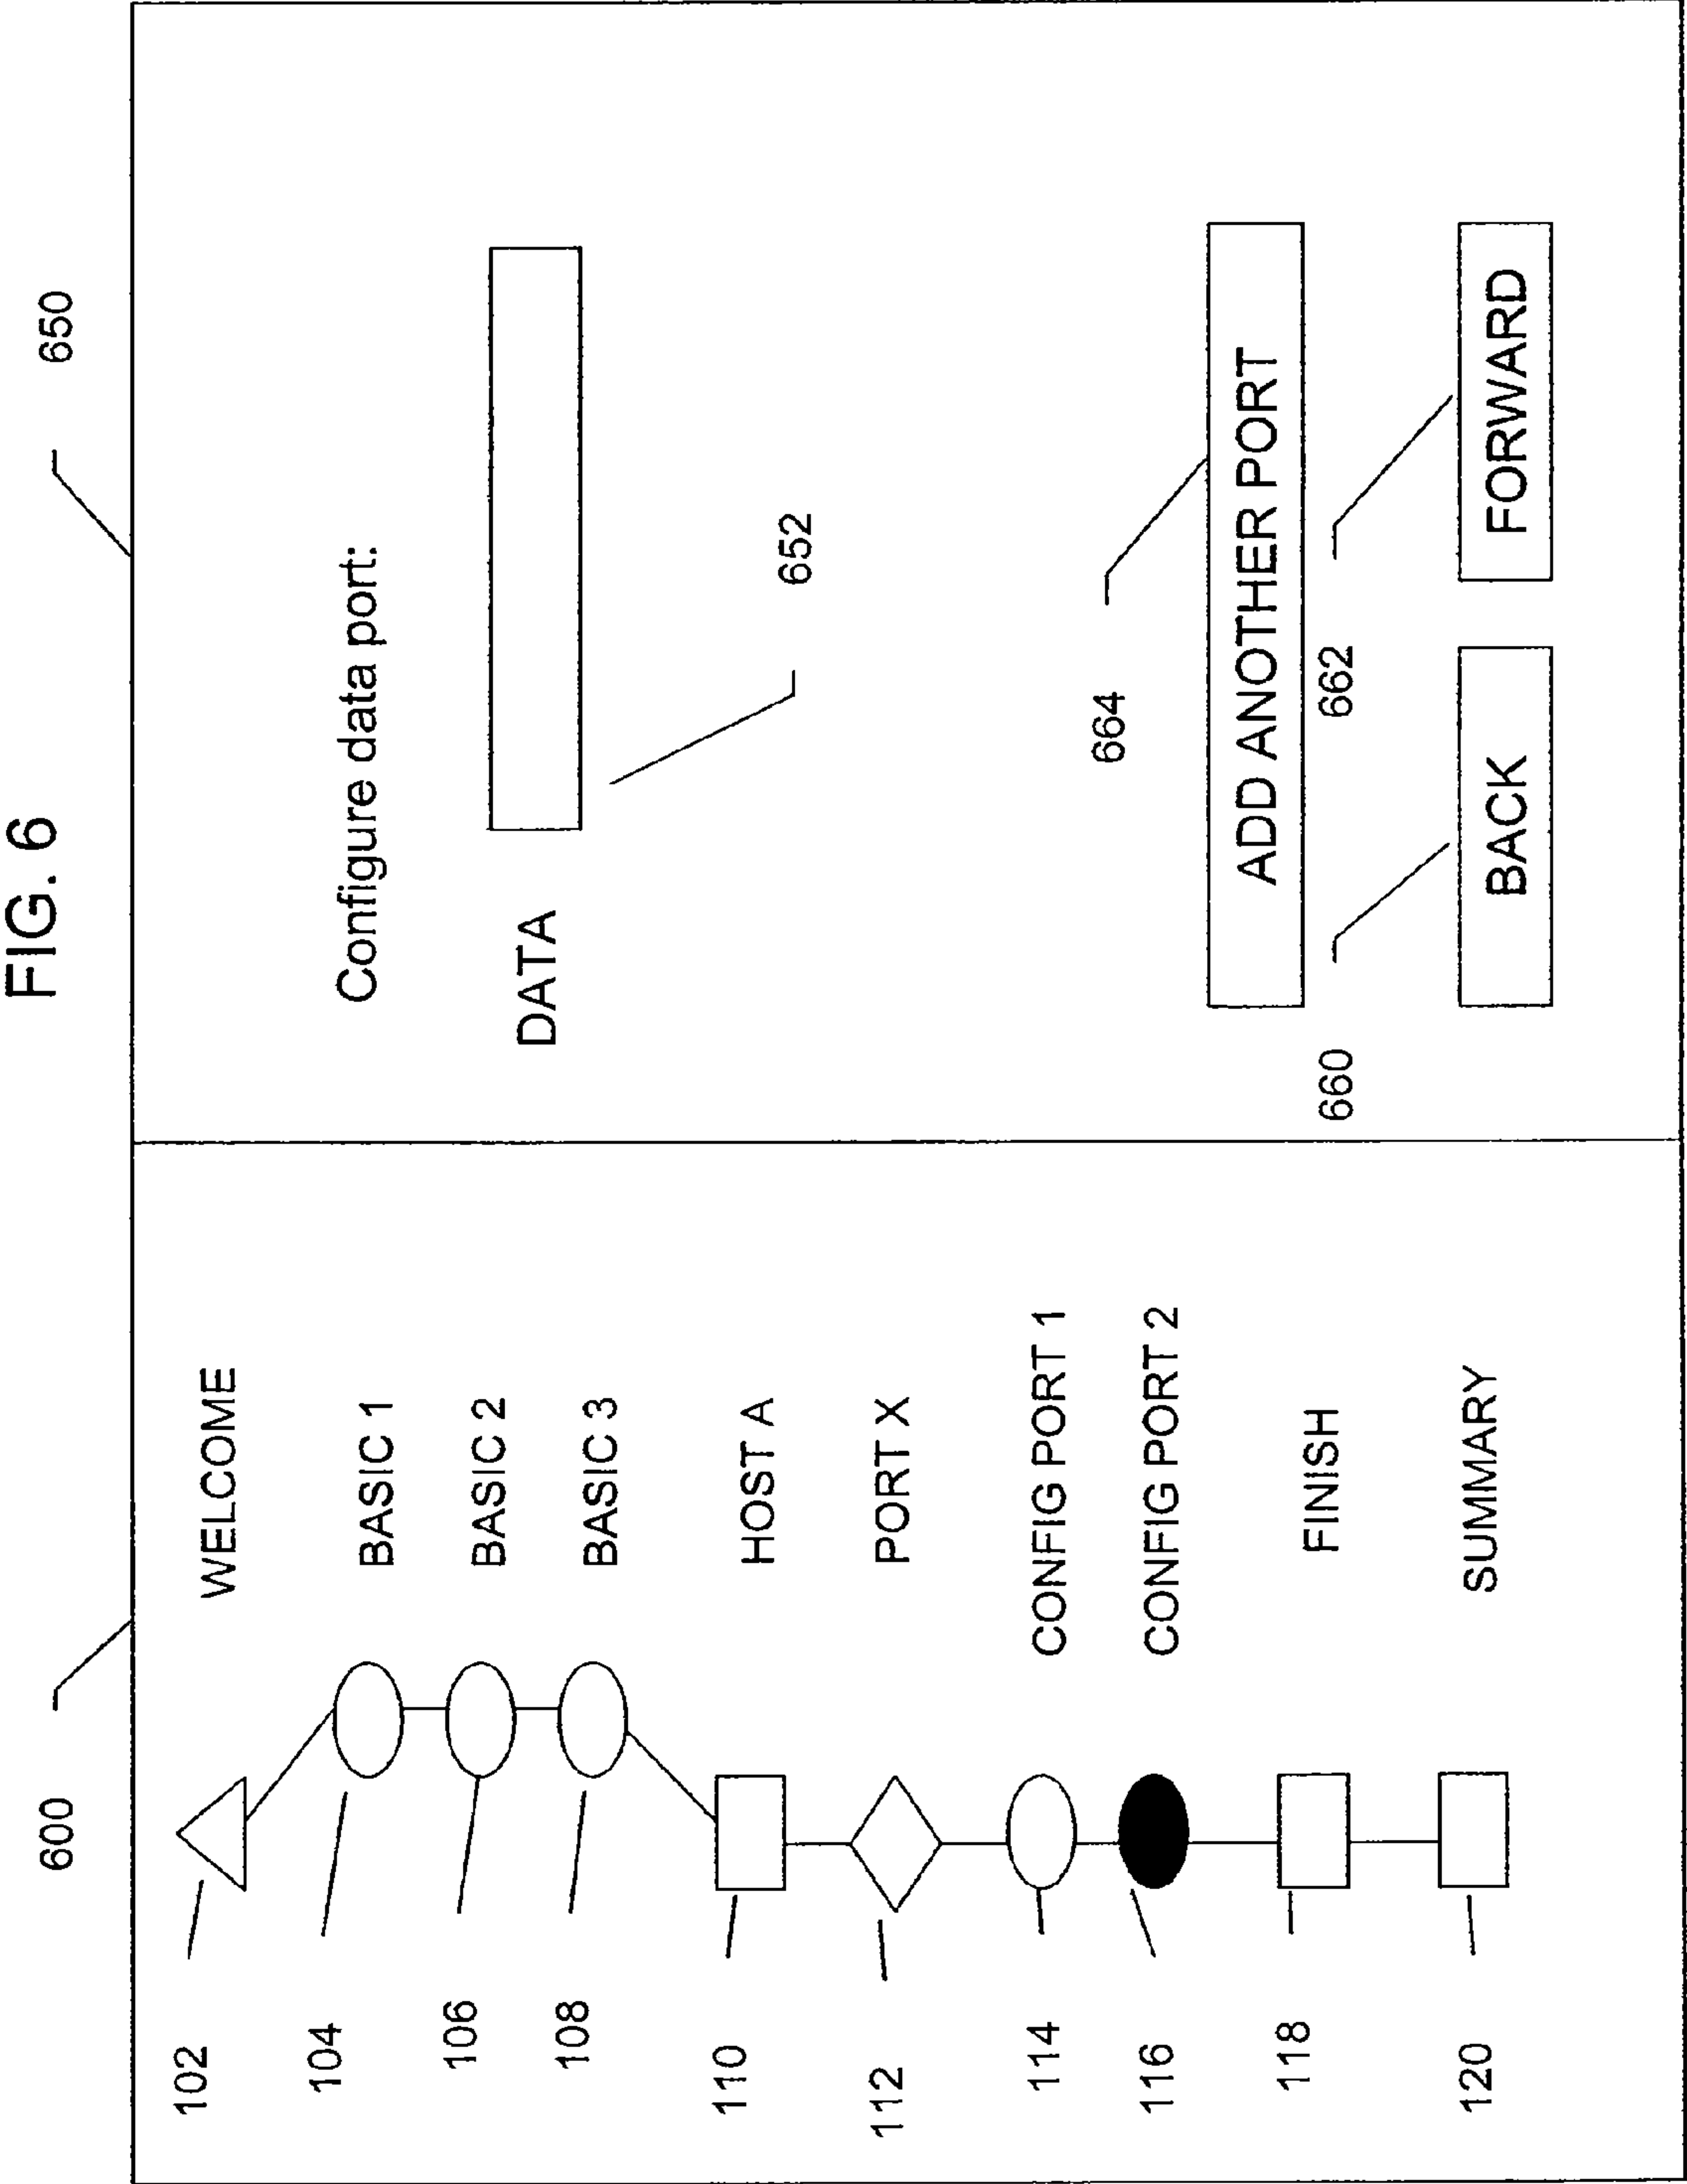 FIG. 6
600
650
102
WELCOME
104
BASIC 1
106
BASIC 2
108
BASIC 3
110
HOST A
112
PORT X
114
CONFIG PORT 1
116
CONFIG PORT 2
118
FINISH
120
SUMMARY
Configure data port:
DATA
652
664
ADD ANOTHER PORT
660
662
BACK
FORWARD